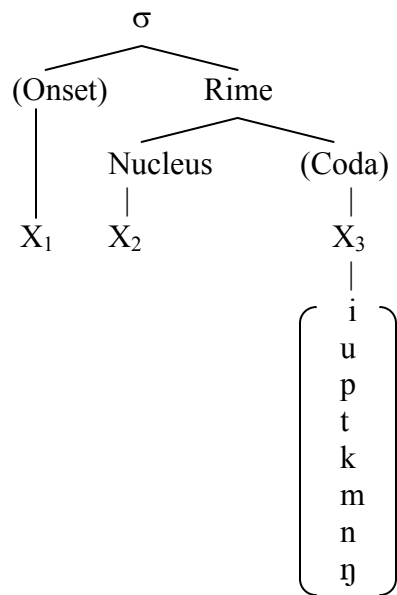 σ
(Onset) Rime
Nucleus (Coda)
X₁ X₂ X₃
i
u
p
t
k
m
n
ŋ